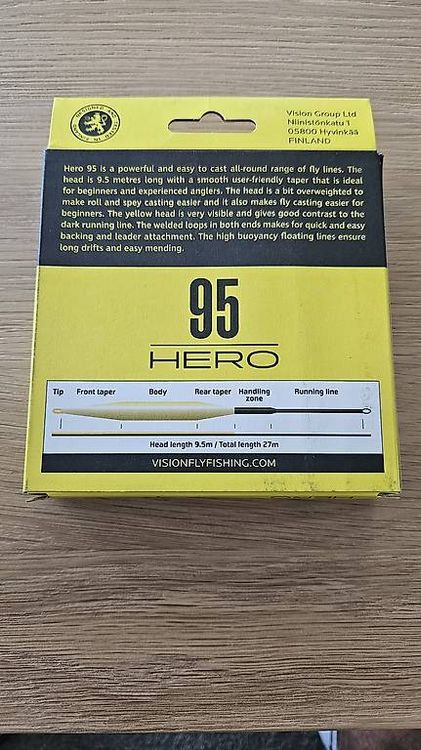 DESIGNED AND TESTED IN FINLAND
Vision Group Ltd
Niinistönkatu 1
05800 Hyvinkää
FINLAND
Hero 95 is a powerful and easy to cast all-round range of fly lines. The
head is 9.5 metres long with a smooth user-friendly taper that is ideal
for beginners and experienced anglers. The head is a bit overweighted to
make roll and spey casting easier and it also makes fly casting easier for
beginners. The yellow head is very visible and gives good contrast to the
dark running line. The welded loops in both ends makes for quick and easy
backing and leader attachment. The high buoyancy floating lines ensure
long drifts and easy mending.
95
HERO
Tip Front taper Body Rear taper Handling zone Running line
Head length 9.5m / Total length 27m
VISIONFLYFISHING.COM